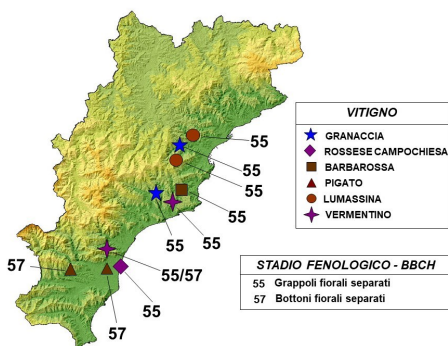 VITIGNO
GRANACCIA
ROSSESE CAMPOCHIESA
BARBAROSSA
PIGATO
LUMASSINA
VERMENTINO
STADIO FENOLOGICO - BBCH
55 Grappoli fiorali separati
57 Bottoni fiorali separati
55
55
55
55
55
55
57
55/57
55
57